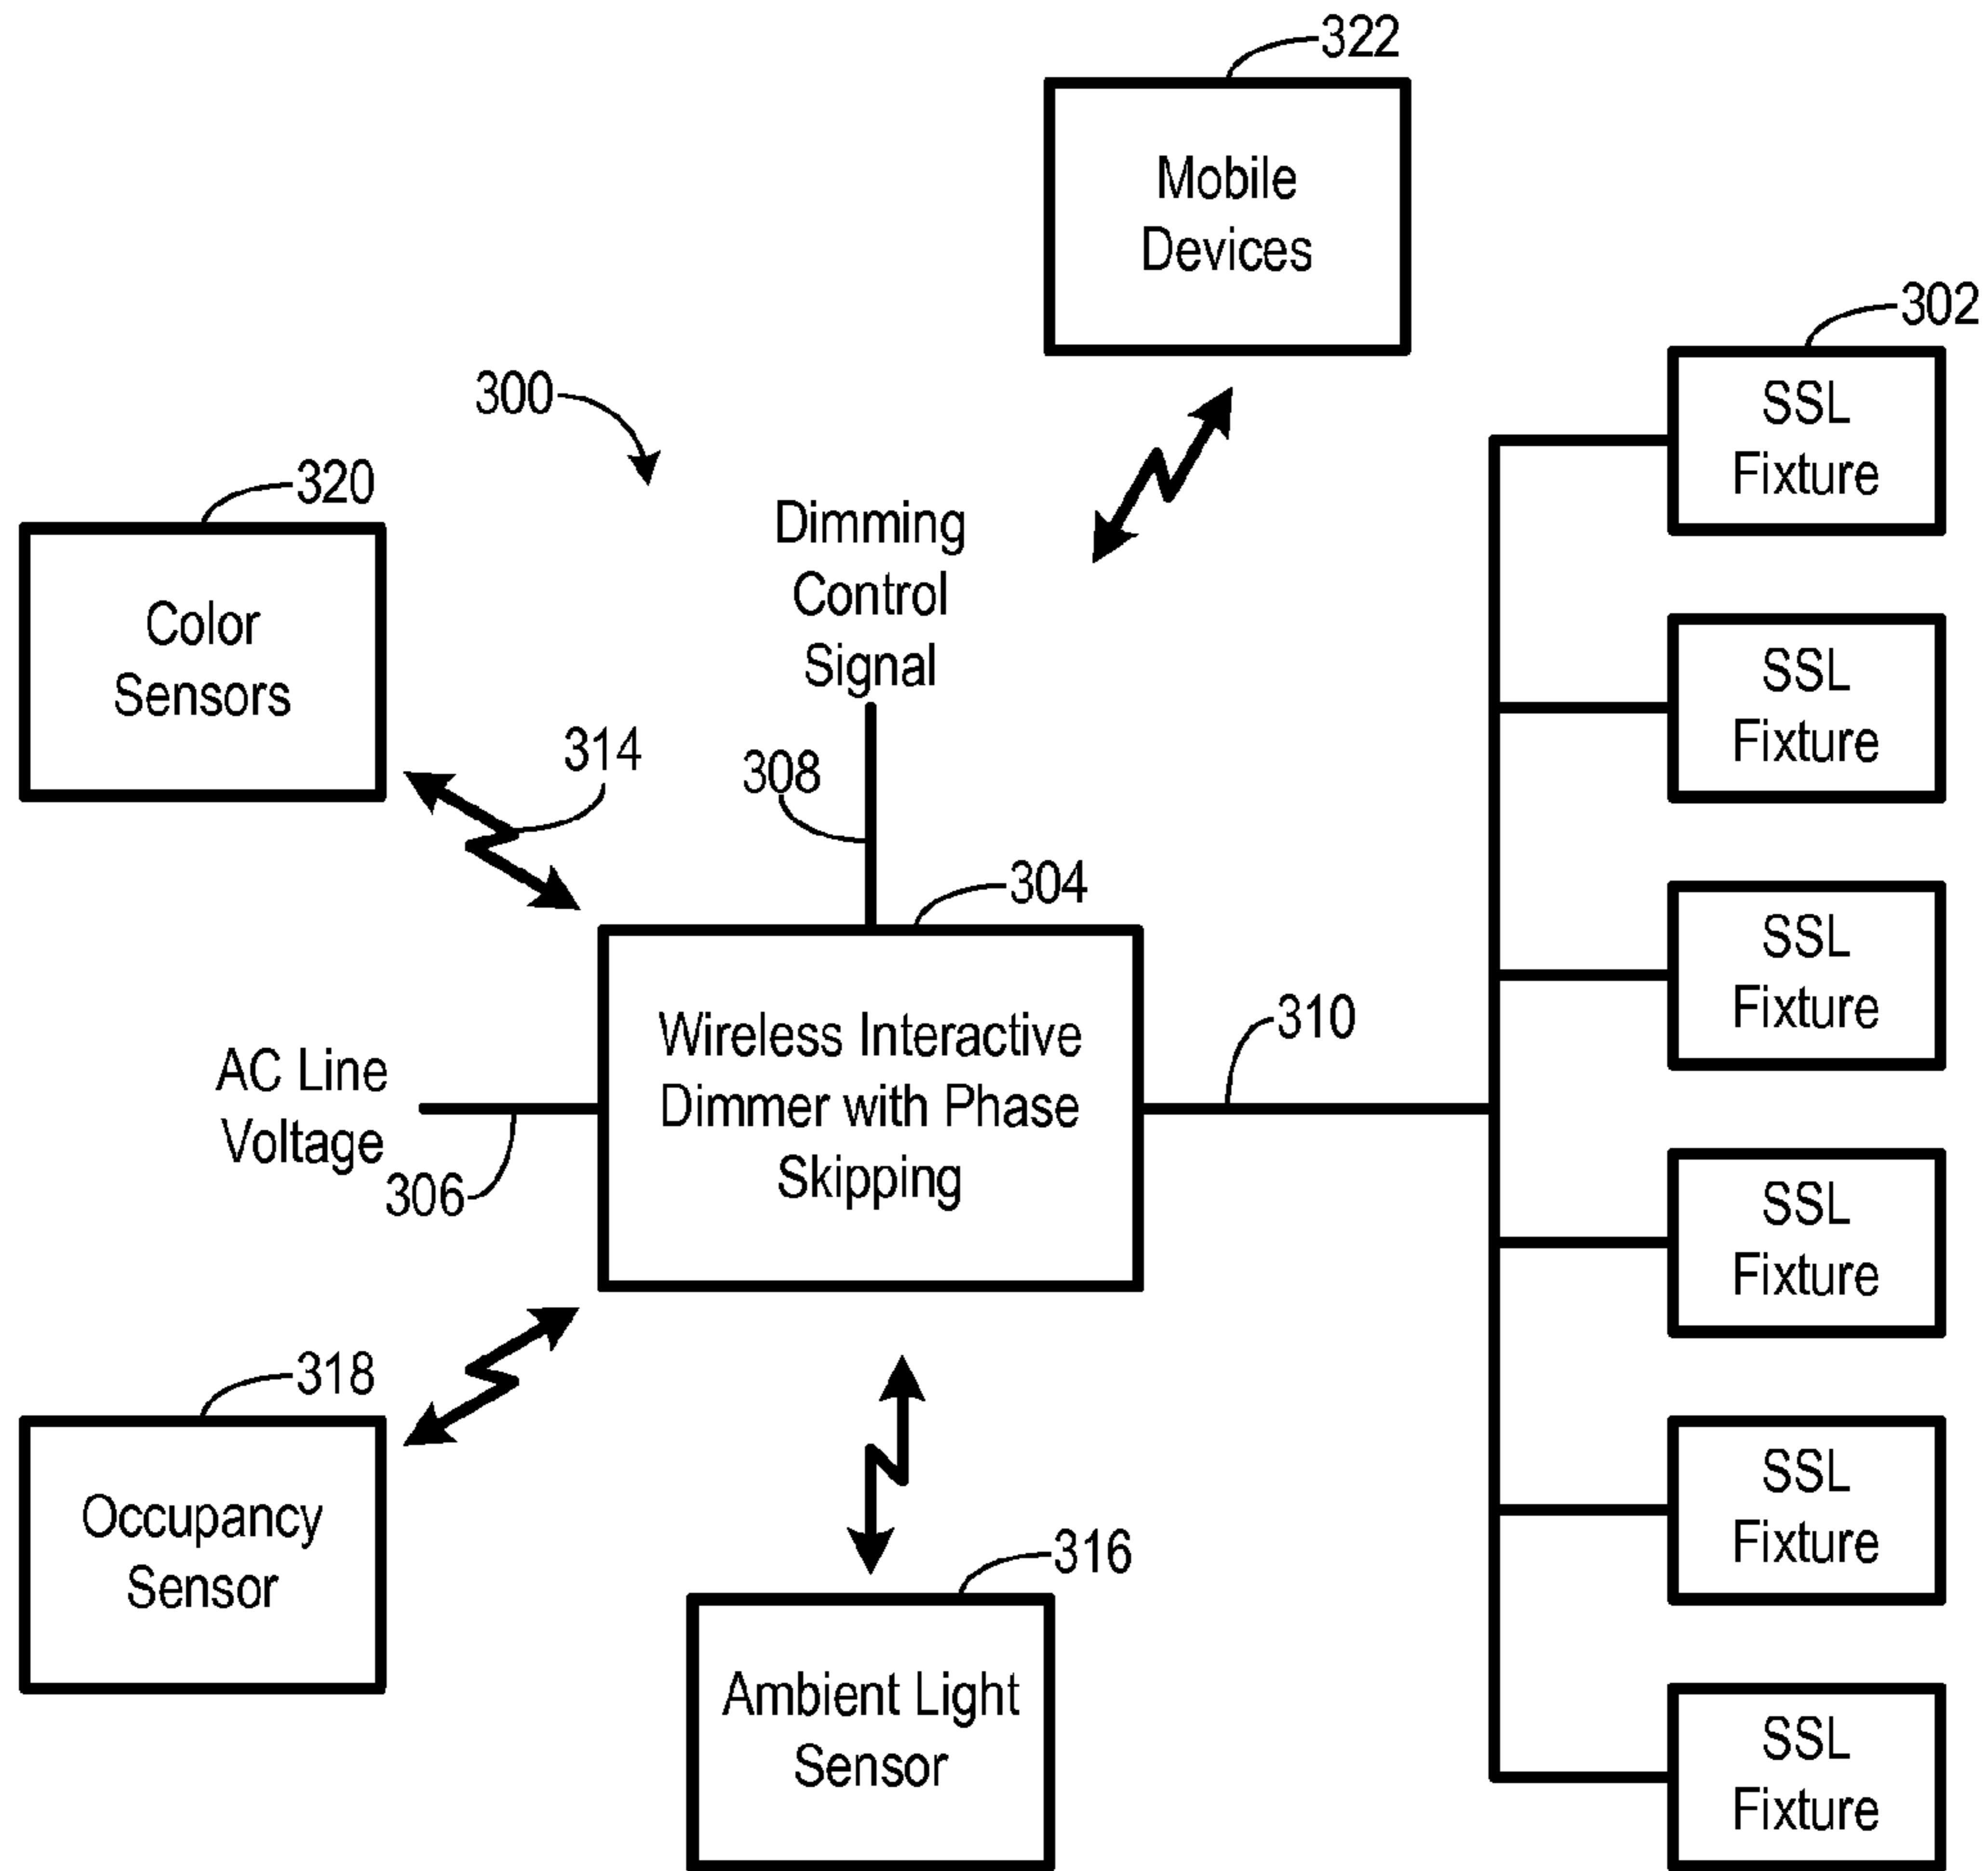 322
Mobile
Devices
302
SSL
Fixture
300
320
Color
Sensors
Dimming
Control
Signal
SSL
Fixture
314
308
304
SSL
Fixture
Wireless Interactive
Dimmer with Phase
Skipping
310
AC Line
Voltage
306
SSL
Fixture
318
Occupancy
Sensor
SSL
Fixture
316
Ambient Light
Sensor
SSL
Fixture